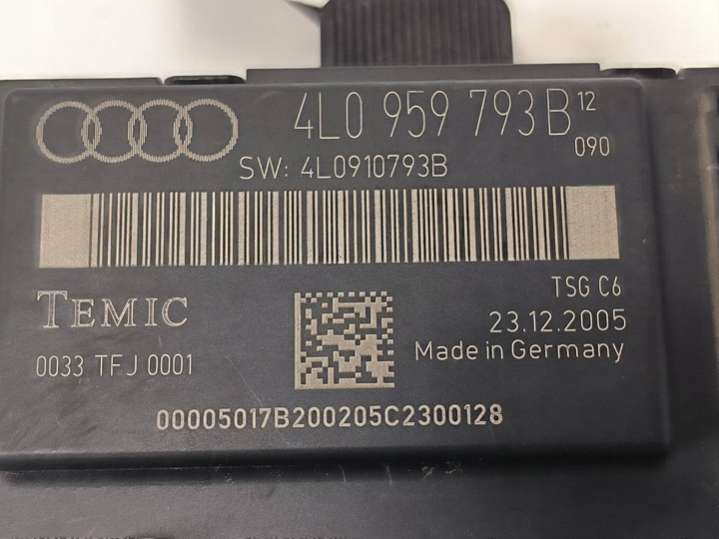 4L0 959 793 B 12
090
SW: 4L0910793B
TEMIC
TSG C6
23.12.2005
0033 TFJ 0001
Made in Germany
00005017B200205C2300128